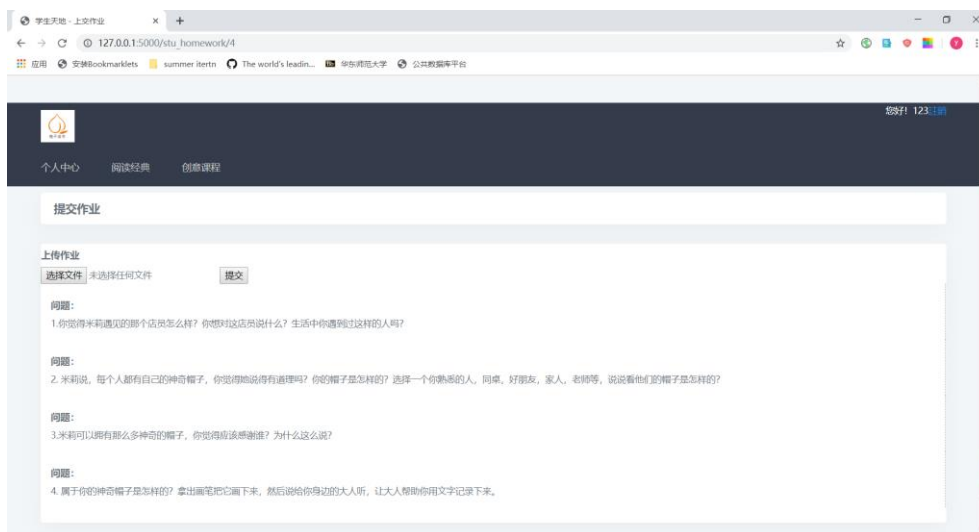 学生天地 - 上交作业
127.0.0.1:5000/stu_homework/4
应用 安装Bookmarklets summer itertn The world's leadin... 华东师范大学 公共数据库平台
您好！123注销
个人中心 阅读经典 创意课程
提交作业
上传作业
选择文件 未选择任何文件 提交
问题：
1.你觉得米莉遇见的那个店员怎么样？你想对这店员说什么？生活中你遇到过这样的人吗？
问题：
2. 米莉说，每个人都有自己的神奇帽子，你觉得她说得有道理吗？你的帽子是怎样的？选择一个你熟悉的人，同桌，好朋友，家人，老师等，说说看他们的帽子是怎样的？
问题：
3.米莉可以拥有那么多神奇的帽子，你觉得应该感谢谁？为什么这么说？
问题：
4. 属于你的神奇帽子是怎样的？拿出画笔把它画下来，然后说给你身边的大人听，让大人帮助你用文字记录下来。